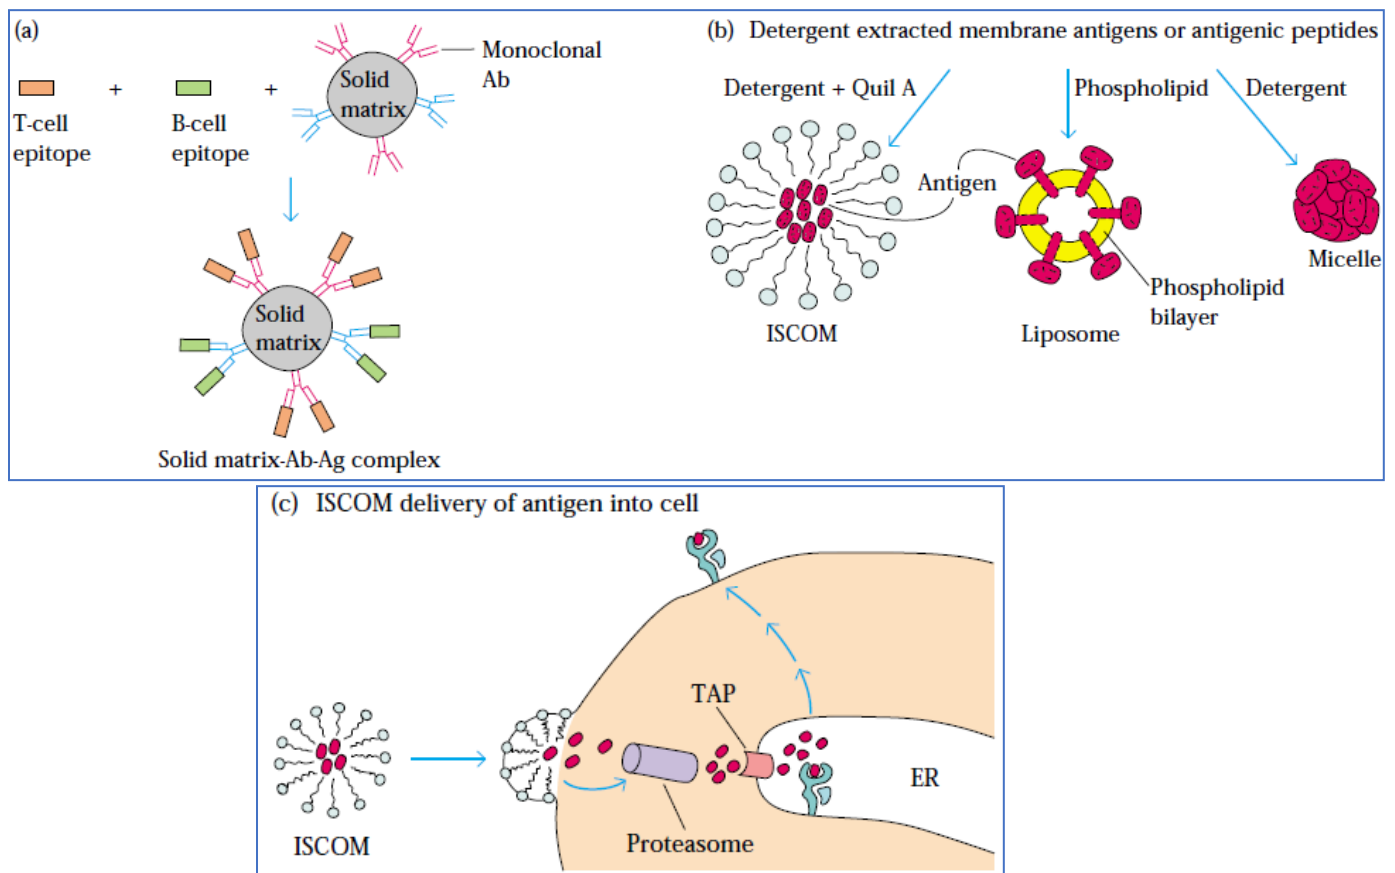 (a)
Monoclonal
Ab
Solid
matrix
+
+
T-cell
epitope
B-cell
epitope
Solid
matrix
Solid matrix-Ab-Ag complex
(b) Detergent extracted membrane antigens or antigenic peptides
Detergent + Quil A
Phospholipid
Detergent
Antigen
Micelle
Phospholipid
bilayer
ISCOM
Liposome
(c) ISCOM delivery of antigen into cell
TAP
ER
Proteasome
ISCOM